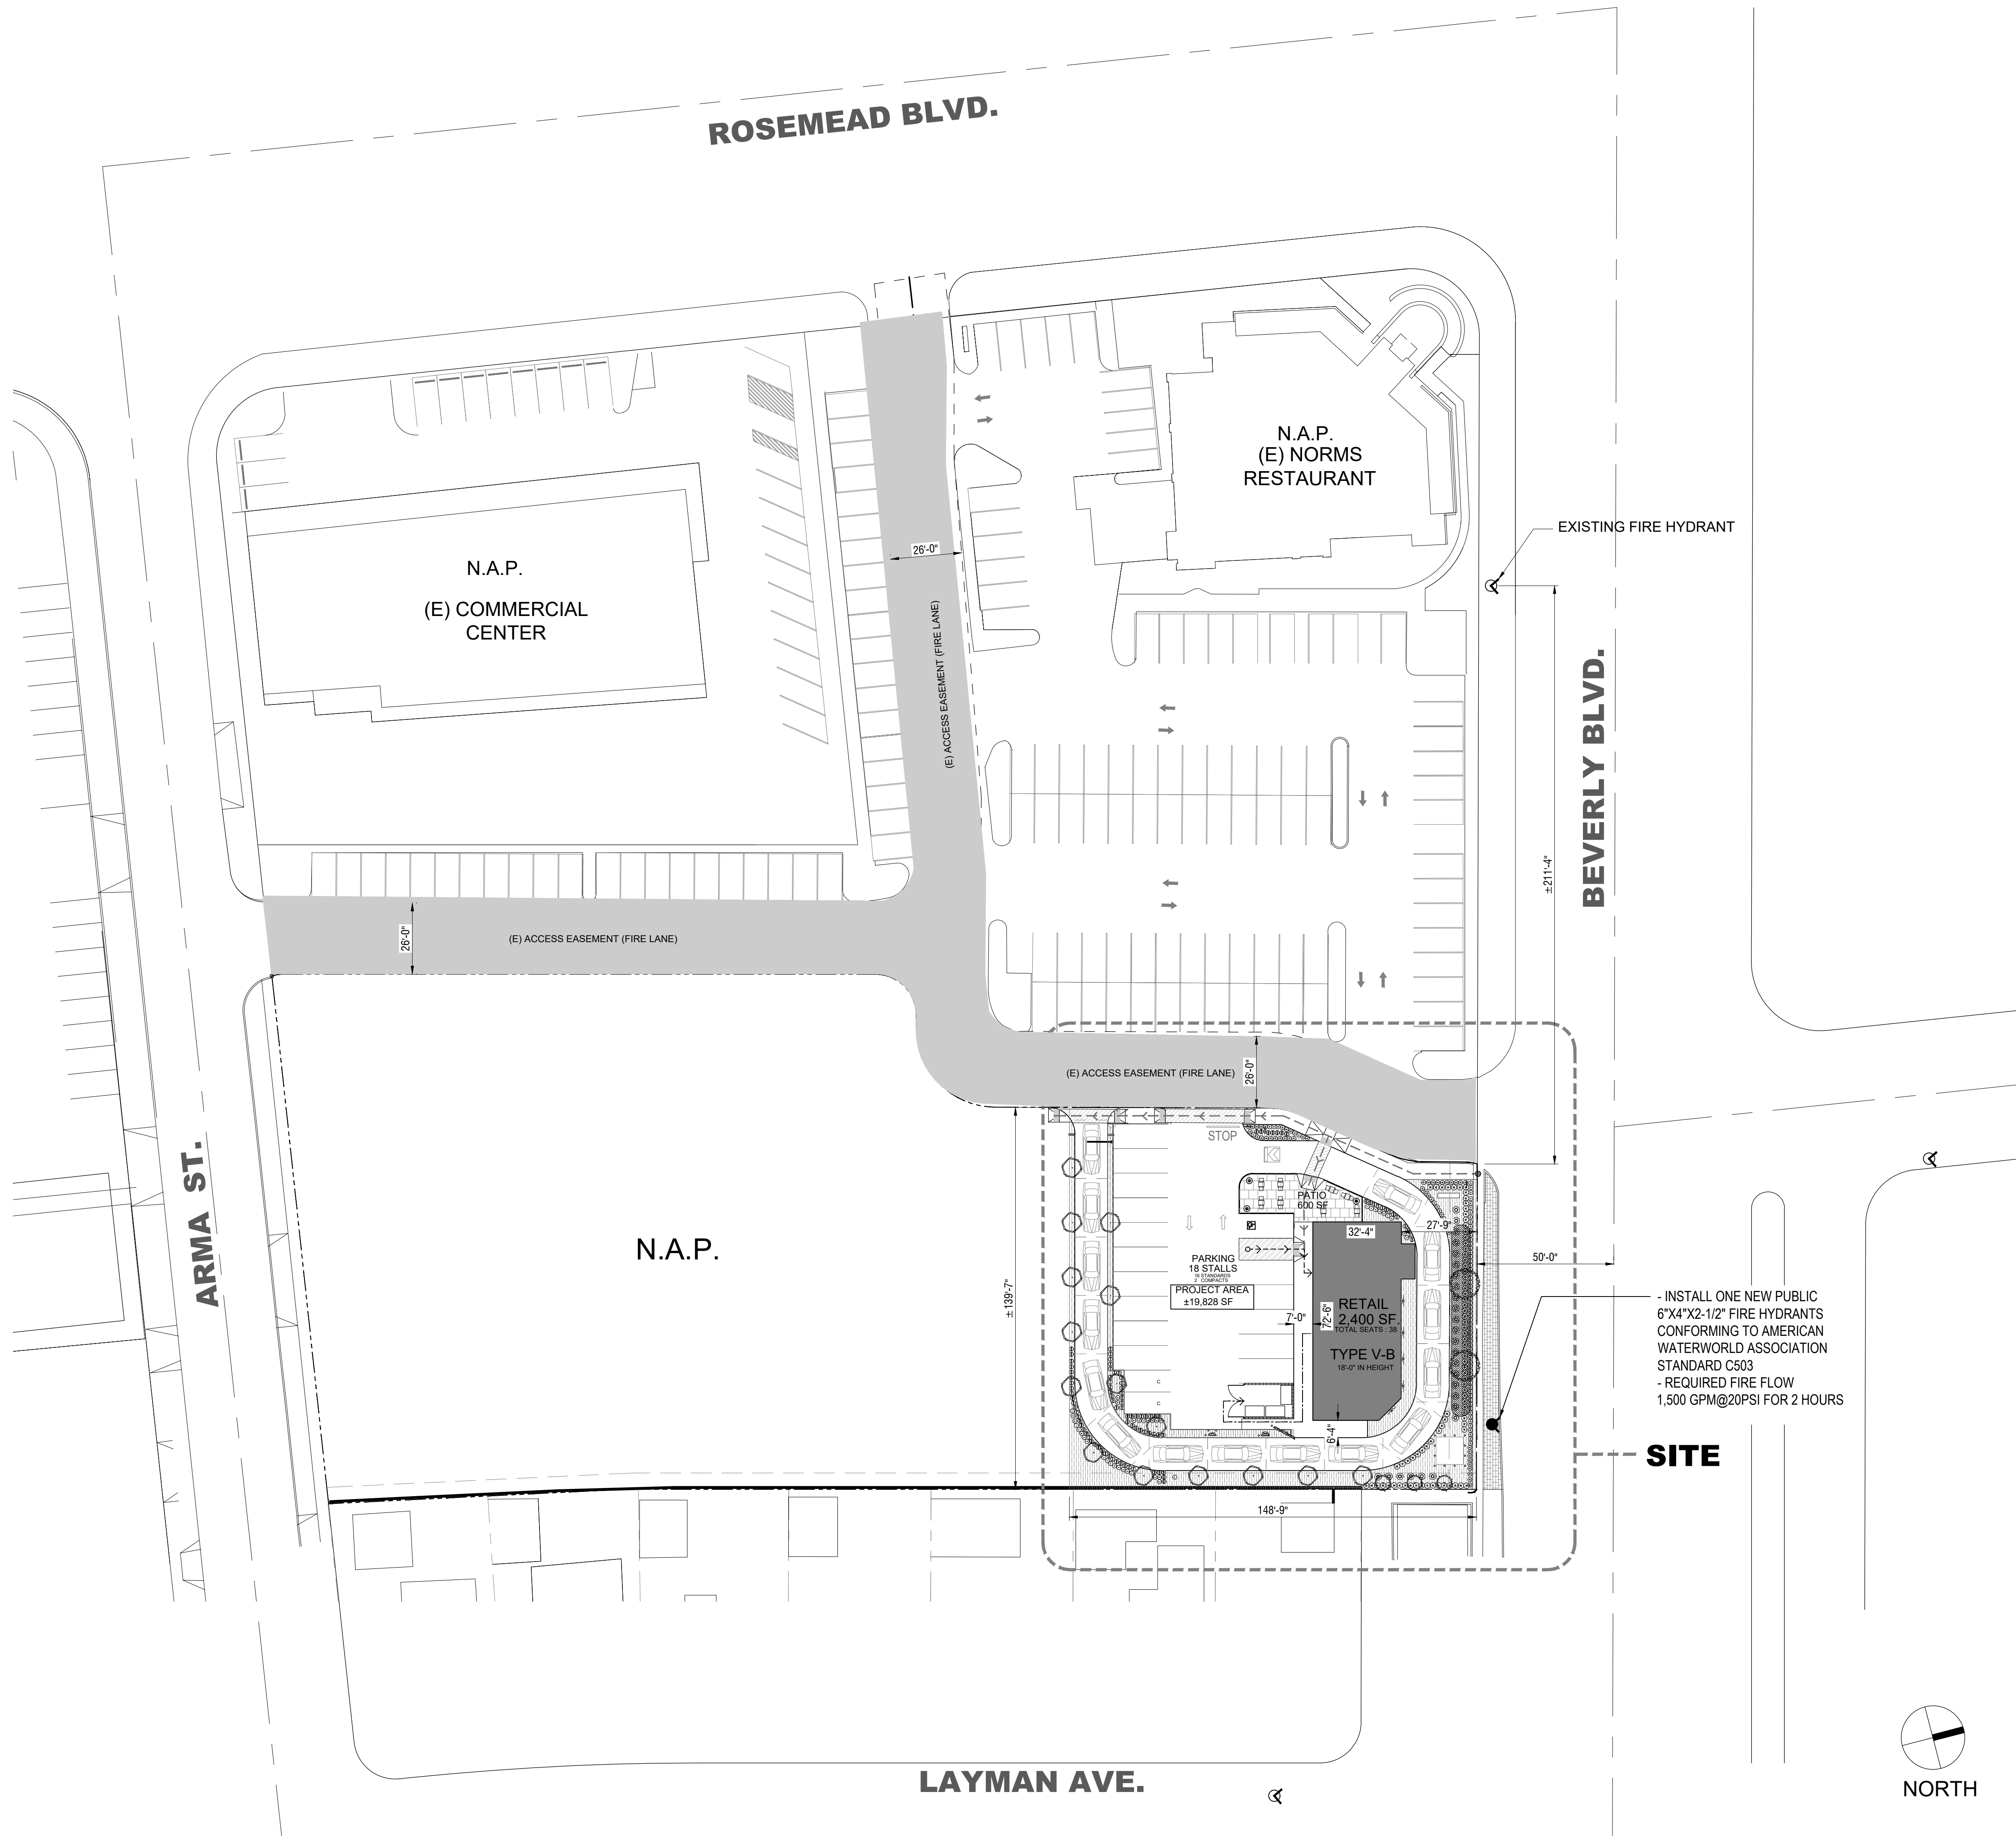 ROSEMEAD BLVD.
N.A.P.
(E) NORMS
RESTAURANT
EXISTING FIRE HYDRANT
26'-0"
N.A.P.
(E) COMMERCIAL
CENTER
(E) ACCESS EASEMENT (FIRE LANE)
BEVERLY BLVD.
±211'-4"
26'-0"
(E) ACCESS EASEMENT (FIRE LANE)
(E) ACCESS EASEMENT (FIRE LANE)
26'-0"
STOP
ARMA ST.
N.A.P.
±139'-7"
PATIO
600 SF
32'-4"
27'-9"
50'-0"
PARKING
18 STALLS
16 STANDARDS
2 COMPACTS
PROJECT AREA
±19,828 SF
7'-0"
72'-6"
RETAIL
2,400 SF.
TOTAL SEATS : 38
TYPE V-B
18'-0" IN HEIGHT
C
C
6'-4"
- INSTALL ONE NEW PUBLIC
6"X4"X2-1/2" FIRE HYDRANTS
CONFORMING TO AMERICAN
WATERWORLD ASSOCIATION
STANDARD C503
- REQUIRED FIRE FLOW
1,500 GPM@20PSI FOR 2 HOURS
SITE
148'-9"
LAYMAN AVE.
NORTH